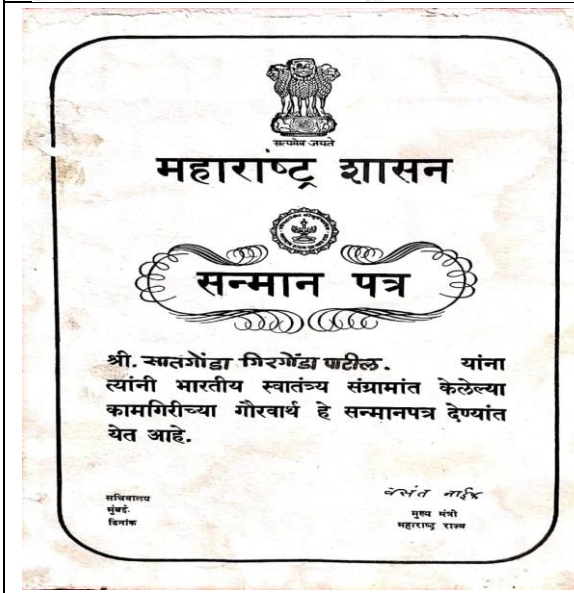 सत्यमेव जयते
महाराष्ट्र शासन
सन्मान पत्र
श्री. सातगोंडा गिरगोंडा पाटील. यांना
त्यांनी भारतीय स्वातंत्र्य संग्रामांत केलेल्या
कामगिरीच्या गौरवार्थ हे सन्मानपत्र देण्यांत
येत आहे.
सचिवालय
मुंबई.
दिनांक
वसंत नाईक
मुख्य मंत्री
महाराष्ट्र राज्य